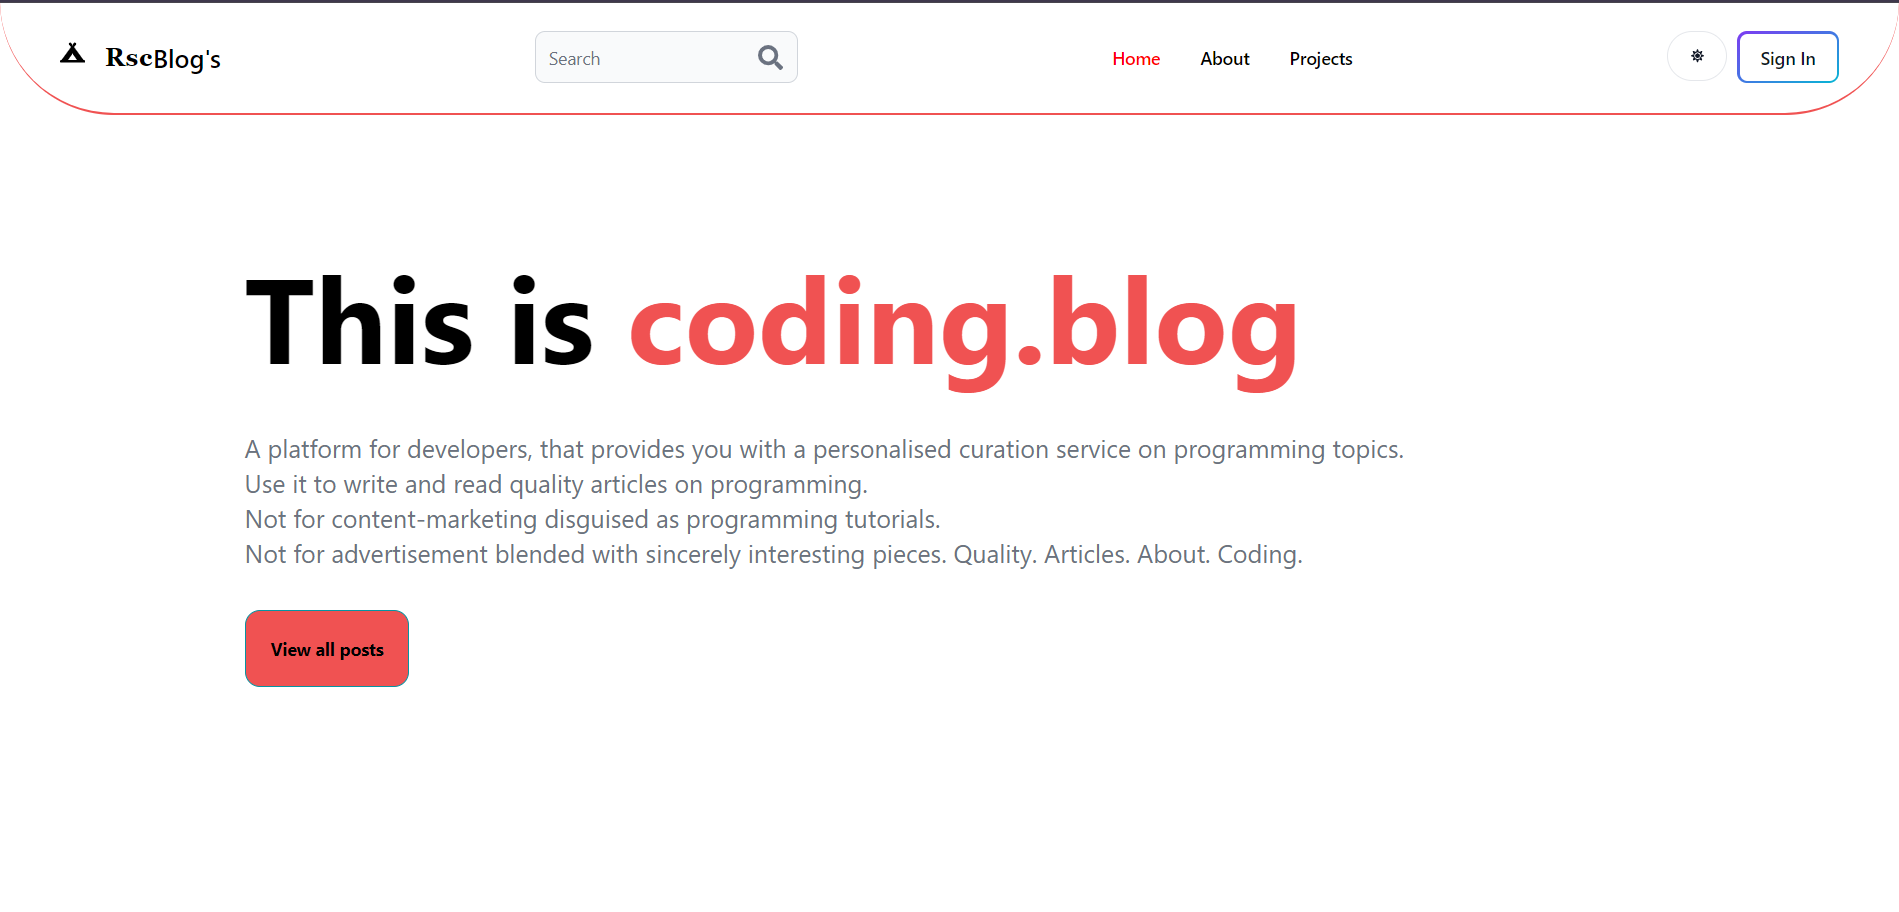 RscBlog's
Search
Home
About
Projects
Sign In
This is coding.blog
A platform for developers, that provides you with a personalised curation service on programming topics.
Use it to write and read quality articles on programming.
Not for content-marketing disguised as programming tutorials.
Not for advertisement blended with sincerely interesting pieces. Quality. Articles. About. Coding.
View all posts